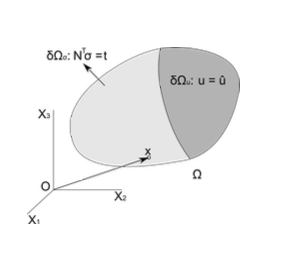 δΩσ: Nᵀσ = t
δΩᵤ: u = û
X₃
x
O
Ω
X₂
X₁